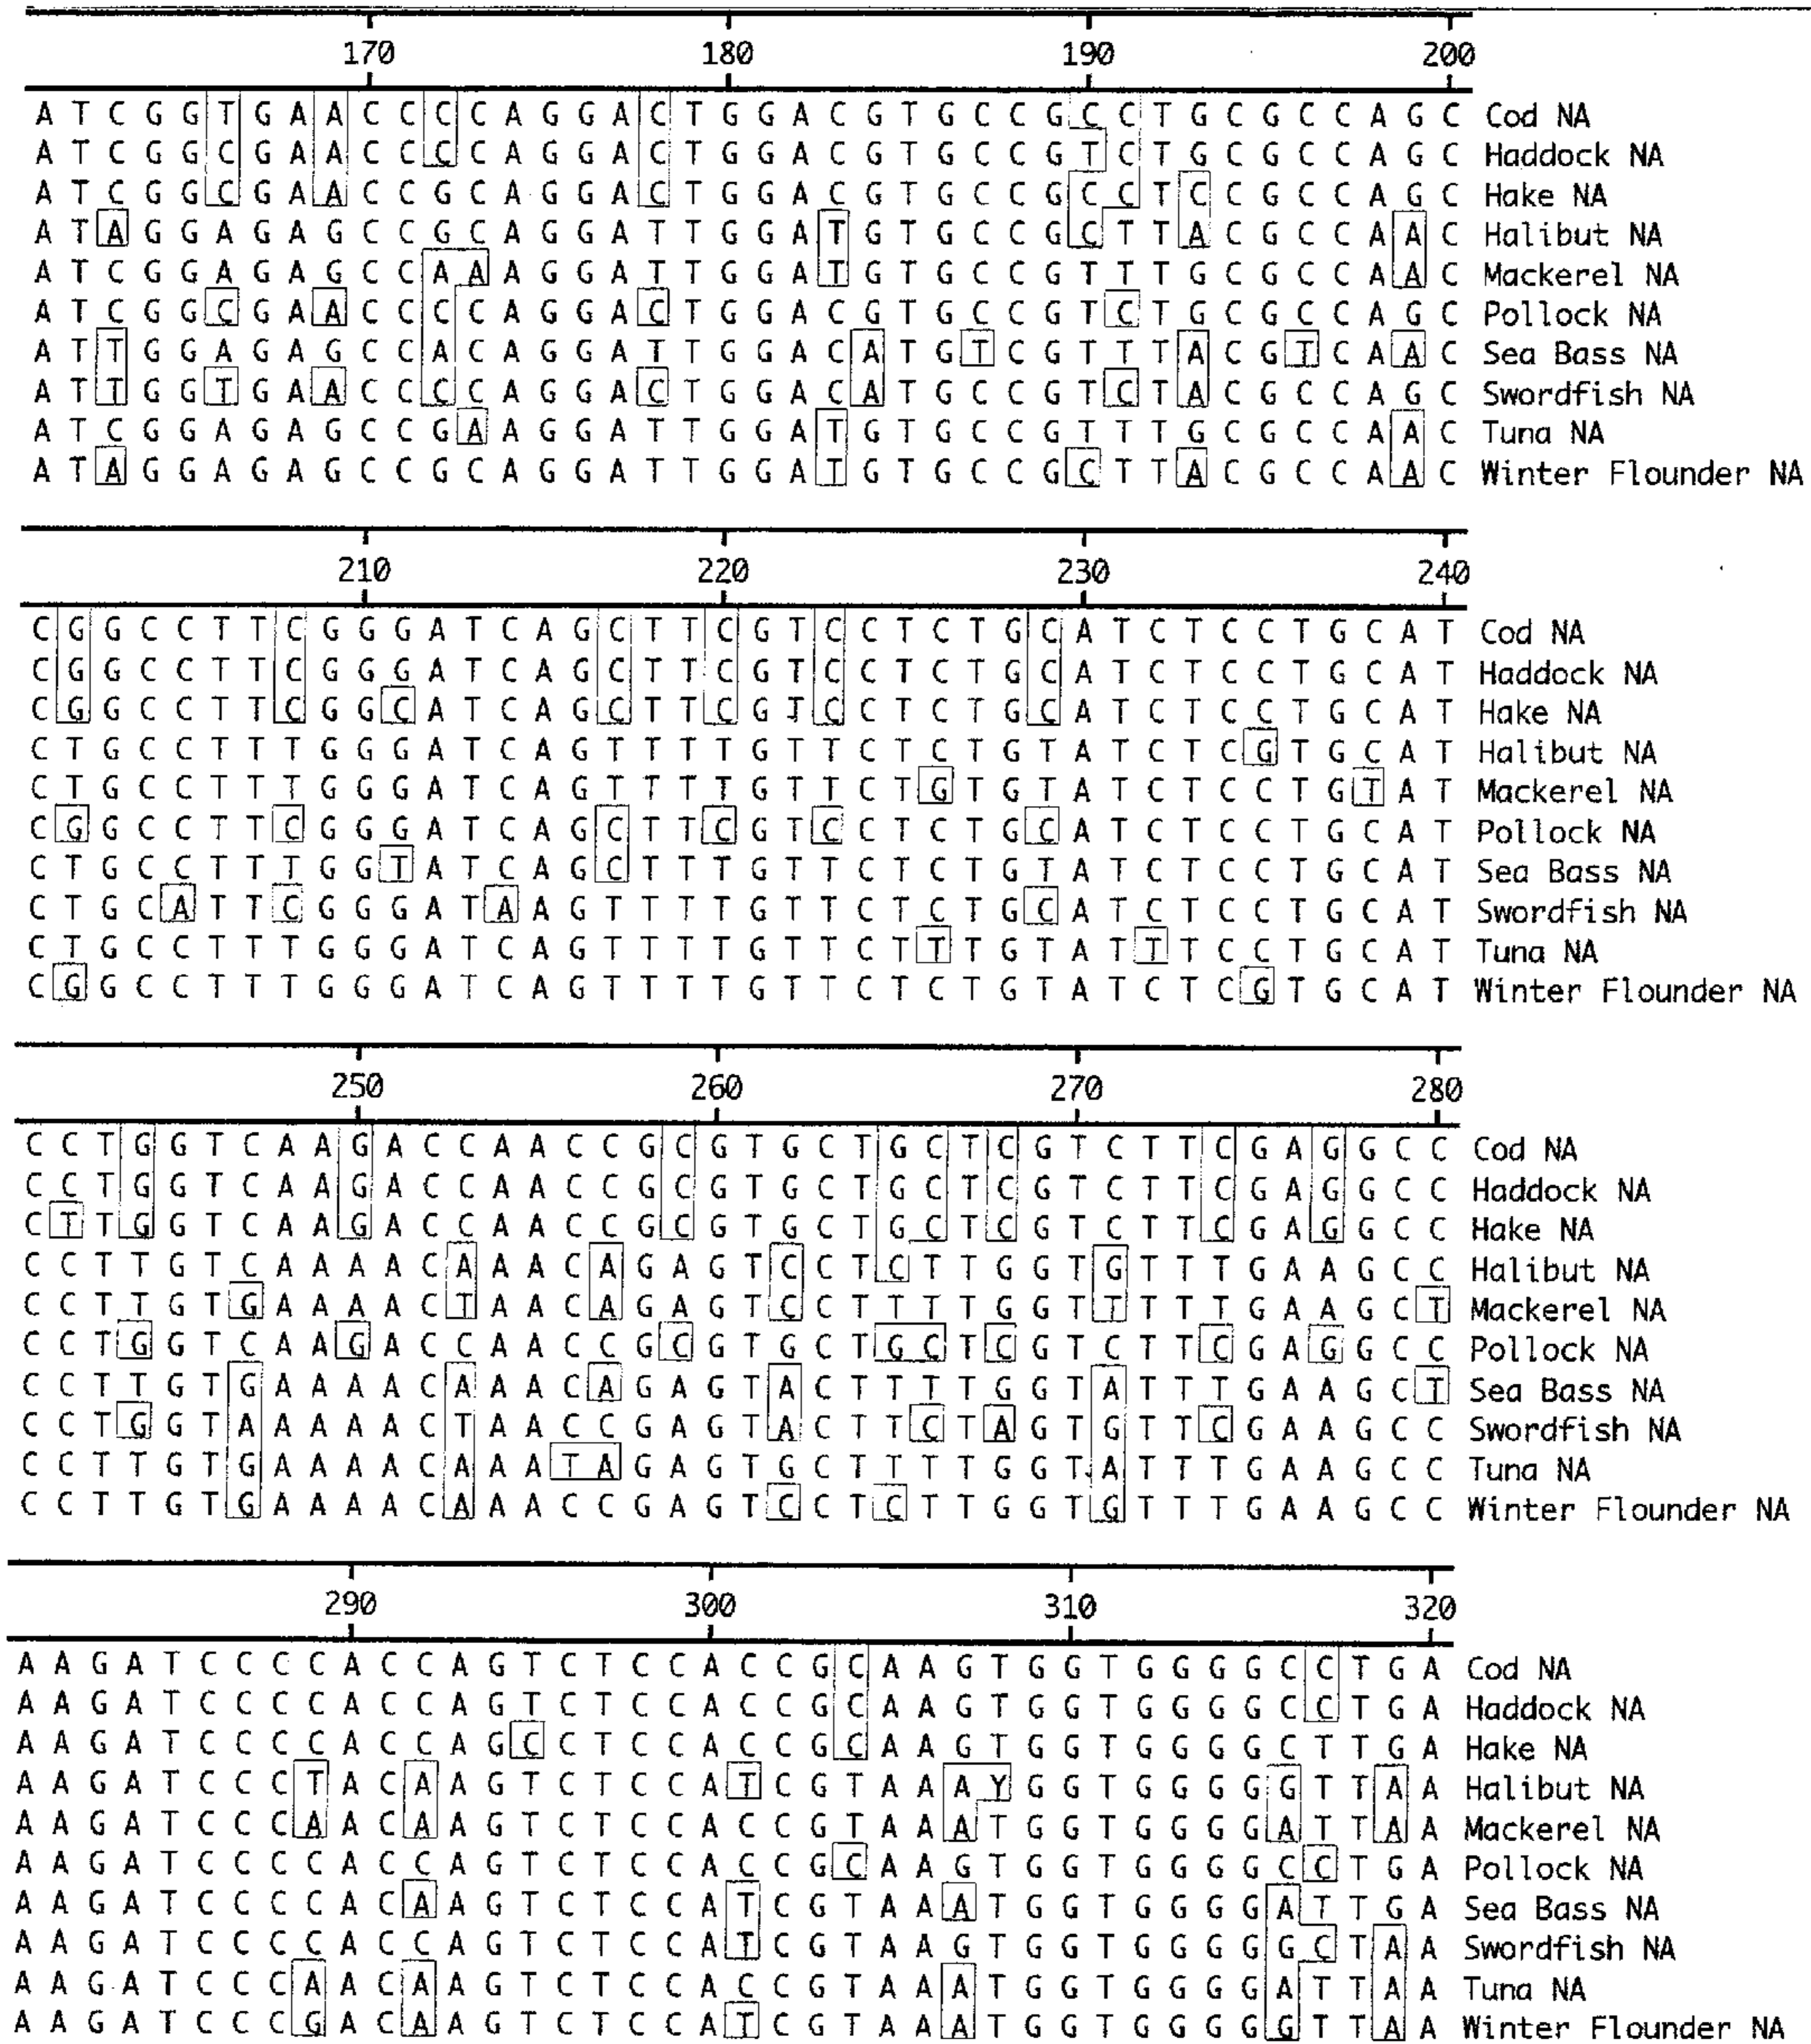 170 180 190 200
A T C G G T G A A C C C C A G G A C T G G A C G T G C C G C C T G C G C C A G C Cod NA
A T C G G C G A A C C C C A G G A C T G G A C G T G C C G T C T G C G C C A G C Haddock NA
A T C G G C G A A C C G C A G G A C T G G A C G T G C C G C C T C C G C C A G C Hake NA
A T A G G A G A G C C G C A G G A T T G G A T G T G C C G C T T A C G C C A A C Halibut NA
A T C G G A G A G C C A A A G G A T T G G A T G T G C C G T T T G C G C C A A C Mackerel NA
A T C G G C G A A C C C C A G G A C T G G A C G T G C C G T C T G C G C C A G C Pollock NA
A T T G G A G A G C C A C A G G A T T G G A C A T G T C G T T T A C G T C A A C Sea Bass NA
A T T G G T G A A C C C C A G G A C T G G A C A T G C C G T C T A C G C C A G C Swordfish NA
A T C G G A G A G C C G A A G G A T T G G A T G T G C C G T T T G C G C C A A C Tuna NA
A T A G G A G A G C C G C A G G A T T G G A T G T G C C G C T T A C G C C A A C Winter Flounder NA
210 220 230 240
C G G C C T T C G G G A T C A G C T T C G T C C T C T G C A T C T C C T G C A T Cod NA
C G G C C T T C G G G A T C A G C T T C G T C C T C T G C A T C T C C T G C A T Haddock NA
C G G C C T T C G G C A T C A G C T T C G T C C T C T G C A T C T C C T G C A T Hake NA
C T G C C T T T G G G A T C A G T T T T G T T C T C T G T A T C T C G T G C A T Halibut NA
C T G C C T T T G G G A T C A G T T T T G T T C T G T G T A T C T C C T G T A T Mackerel NA
C G G C C T T C G G G A T C A G C T T C G T C C T C T G C A T C T C C T G C A T Pollock NA
C T G C C T T T G G T A T C A G C T T T G T T C T C T G T A T C T C C T G C A T Sea Bass NA
C T G C A T T C G G G A T A A G T T T T G T T C T C T G C A T C T C C T G C A T Swordfish NA
C T G C C T T T G G G A T C A G T T T T G T T C T T T G T A T T T C C T G C A T Tuna NA
C G G C C T T T G G G A T C A G T T T T G T T C T C T G T A T C T C G T G C A T Winter Flounder NA
250 260 270 280
C C T G G T C A A G A C C A A C C G C G T G C T G C T C G T C T T C G A G G C C Cod NA
C C T G G T C A A G A C C A A C C G C G T G C T G C T C G T C T T C G A G G C C Haddock NA
C T T G G T C A A G A C C A A C C G C G T G C T G C T C G T C T T C G A G G C C Hake NA
C C T T G T C A A A A C A A A C A G A G T C C T C T T G G T G T T T G A A G C C Halibut NA
C C T T G T G A A A A C T A A C A G A G T C C T T T T G G T T T T T G A A G C T Mackerel NA
C C T G G T C A A G A C C A A C C G C G T G C T G C T C G T C T T C G A G G C C Pollock NA
C C T T G T G A A A A C A A A C A G A G T A C T T T T G G T A T T T G A A G C T Sea Bass NA
C C T G G T A A A A A C T A A C C G A G T A C T T C T A G T G T T C G A A G C C Swordfish NA
C C T T G T G A A A A C A A A T A G A G T G C T T T T G G T A T T T G A A G C C Tuna NA
C C T T G T G A A A A C A A A C C G A G T C C T C T T G G T G T T T G A A G C C Winter Flounder NA
290 300 310 320
A A G A T C C C C A C C A G T C T C C A C C G C A A G T G G T G G G G C C T G A Cod NA
A A G A T C C C C A C C A G T C T C C A C C G C A A G T G G T G G G G C C T G A Haddock NA
A A G A T C C C C A C C A G C C T C C A C C G C A A G T G G T G G G G C T T G A Hake NA
A A G A T C C C T A C A A G T C T C C A T C G T A A A Y G G T G G G G G T T A A Halibut NA
A A G A T C C C A A C A A G T C T C C A C C G T A A A T G G T G G G G A T T A A Mackerel NA
A A G A T C C C C A C C A G T C T C C A C C G C A A G T G G T G G G G C C T G A Pollock NA
A A G A T C C C C A C A A G T C T C C A T C G T A A A T G G T G G G G A T T G A Sea Bass NA
A A G A T C C C C A C C A G T C T C C A T C G T A A G T G G T G G G G G C T A A Swordfish NA
A A G A T C C C A A C A A G T C T C C A C C G T A A A T G G T G G G G A T T A A Tuna NA
A A G A T C C C G A C A A G T C T C C A T C G T A A A T G G T G G G G G T T A A Winter Flounder NA